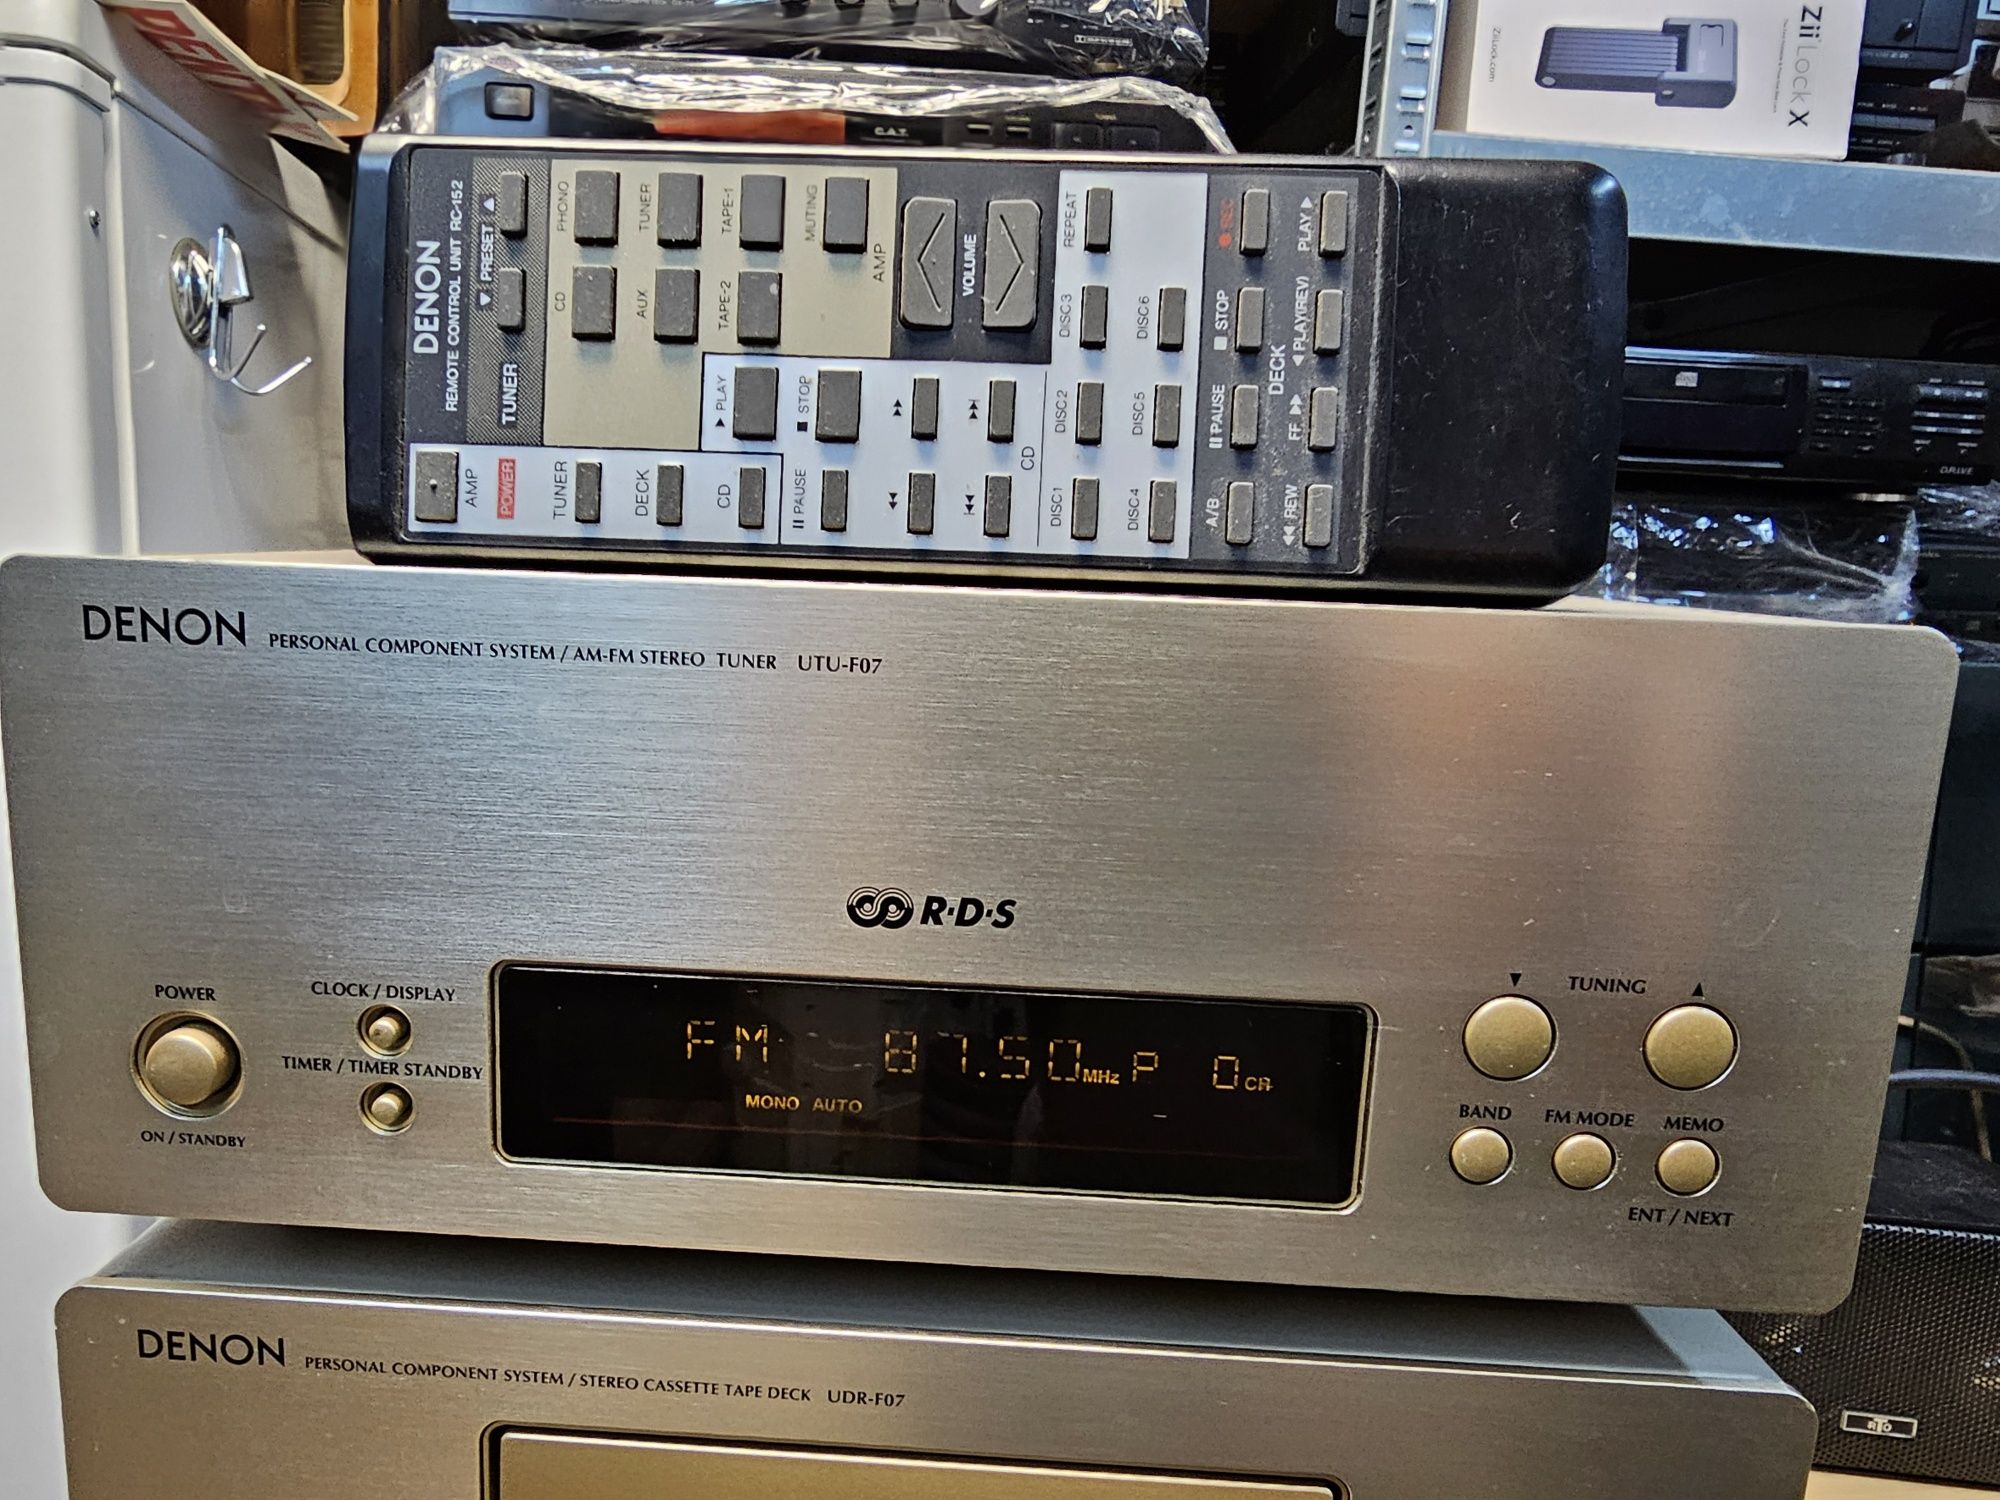 Zii LOCK X
ZiiLock.com
C.A.T.
DENON
REMOTE CONTROL UNIT RC-152
▼ PRESET ▲
TUNER
PHONO
TUNER
TAPE-1
MUTING
CD
AUX
TAPE-2
AMP
VOLUME
REPEAT
DISC3
DISC6
● REC
PLAY ▶
■ STOP
◀ PLAY(REV)
DECK
▶ PLAY
■ STOP
▶▶
▶▶|
CD
DISC2
DISC5
II PAUSE
FF ▶▶
AMP
POWER
TUNER
DECK
CD
II PAUSE
◀◀
|◀◀
DISC1
DISC4
A/B
◀◀ REW
DRIVE
DENON PERSONAL COMPONENT SYSTEM / AM-FM STEREO TUNER UTU-F07
R·D·S
POWER
ON / STANDBY
CLOCK / DISPLAY
TIMER / TIMER STANDBY
FM 87.50 MHz P 0 CH
MONO AUTO
▼ TUNING ▲
BAND FM MODE MEMO
ENT / NEXT
DENON PERSONAL COMPONENT SYSTEM / STEREO CASSETTE TAPE DECK UDR-F07
RTO